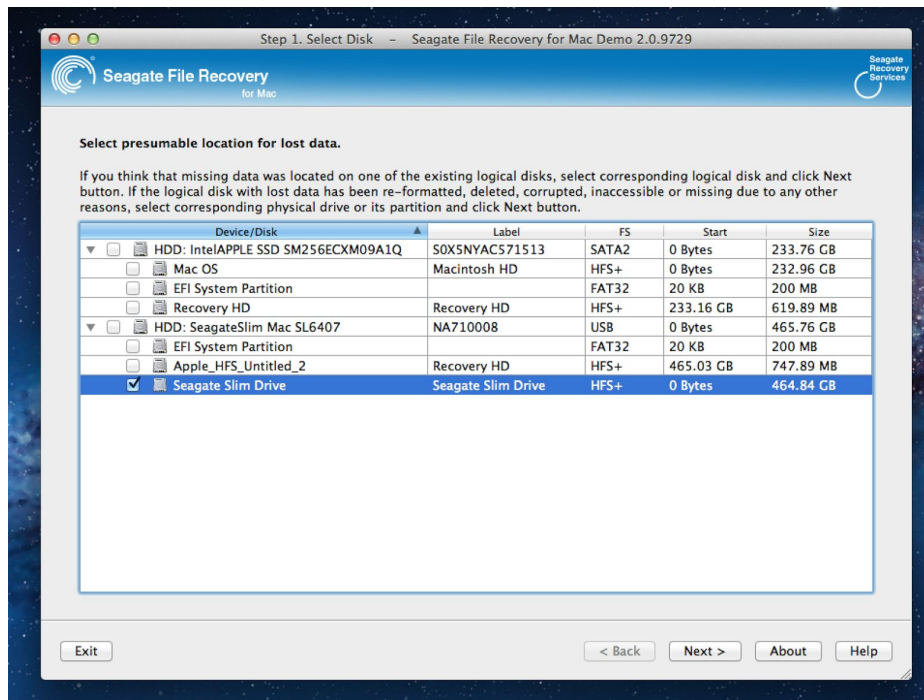 Step 1. Select Disk – Seagate File Recovery for Mac Demo 2.0.9729
Seagate File Recovery
for Mac
Seagate
Recovery
Services
Select presumable location for lost data.
If you think that missing data was located on one of the existing logical disks, select corresponding logical disk and click Next
button. If the logical disk with lost data has been re-formatted, deleted, corrupted, inaccessible or missing due to any other
reasons, select corresponding physical drive or its partition and click Next button.
Device/Disk Label FS Start Size
HDD: IntelAPPLE SSD SM256ECXM09A1Q S0X5NYAC571513 SATA2 0 Bytes 233.76 GB
Mac OS Macintosh HD HFS+ 0 Bytes 232.96 GB
EFI System Partition FAT32 20 KB 200 MB
Recovery HD Recovery HD HFS+ 233.16 GB 619.89 MB
HDD: SeagateSlim Mac SL6407 NA710008 USB 0 Bytes 465.76 GB
EFI System Partition FAT32 20 KB 200 MB
Apple_HFS_Untitled_2 Recovery HD HFS+ 465.03 GB 747.89 MB
Seagate Slim Drive Seagate Slim Drive HFS+ 0 Bytes 464.84 GB
Exit < Back Next > About Help